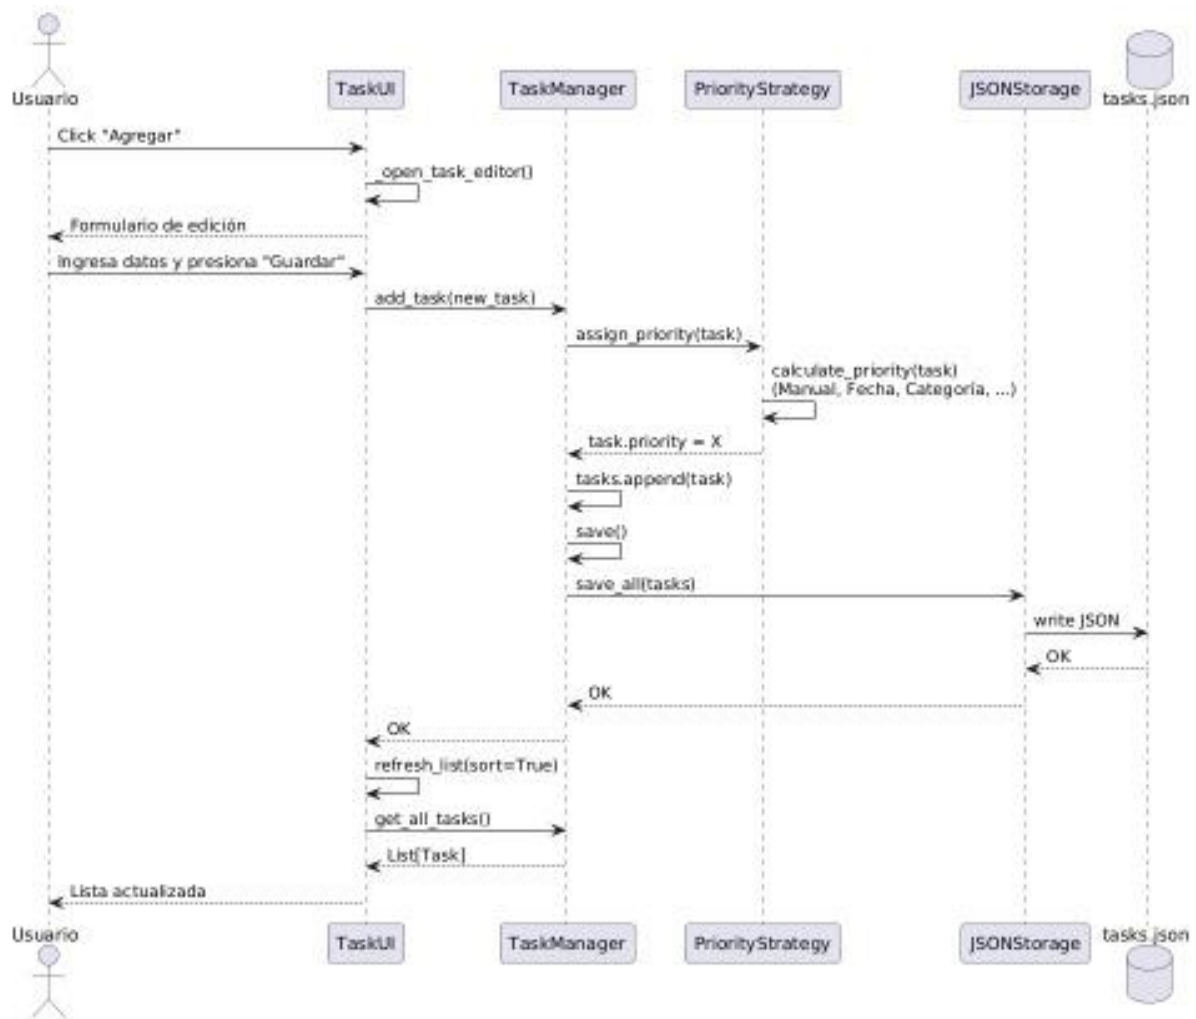 Usuario
TaskUI
TaskManager
PriorityStrategy
JSONStorage
tasks.json
Click "Agregar"
_open_task_editor()
Formulario de edición
Ingresa datos y presiona "Guardar"
add_task(new_task)
assign_priority(task)
calculate_priority(task)
(Manual, Fecha, Categoría, ...)
task.priority = X
tasks.append(task)
save()
save_all(tasks)
write JSON
OK
OK
OK
refresh_list(sort=True)
get_all_tasks()
List[Task]
Lista actualizada
Usuario
TaskUI
TaskManager
PriorityStrategy
JSONStorage
tasks.json